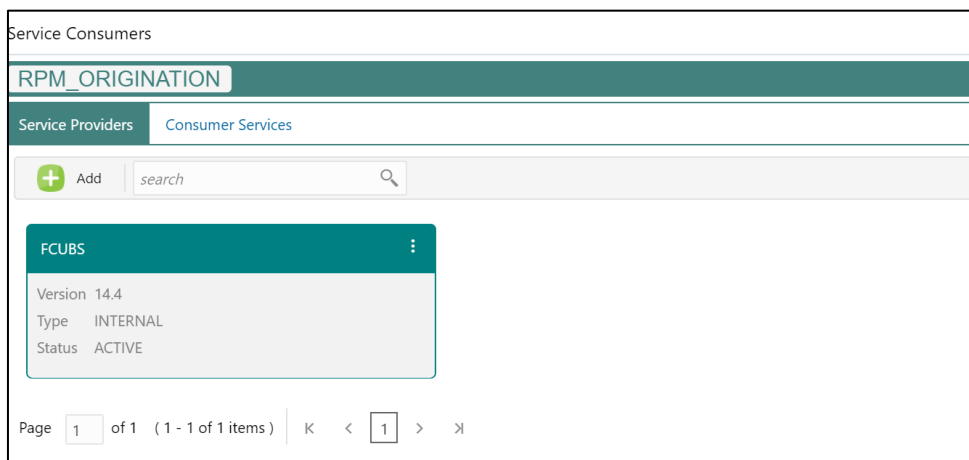 Service Consumers
RPM_ORIGINATION
Service Providers Consumer Services
Add search
FCUBS
Version 14.4
Type INTERNAL
Status ACTIVE
Page 1 of 1 ( 1 - 1 of 1 items ) 1